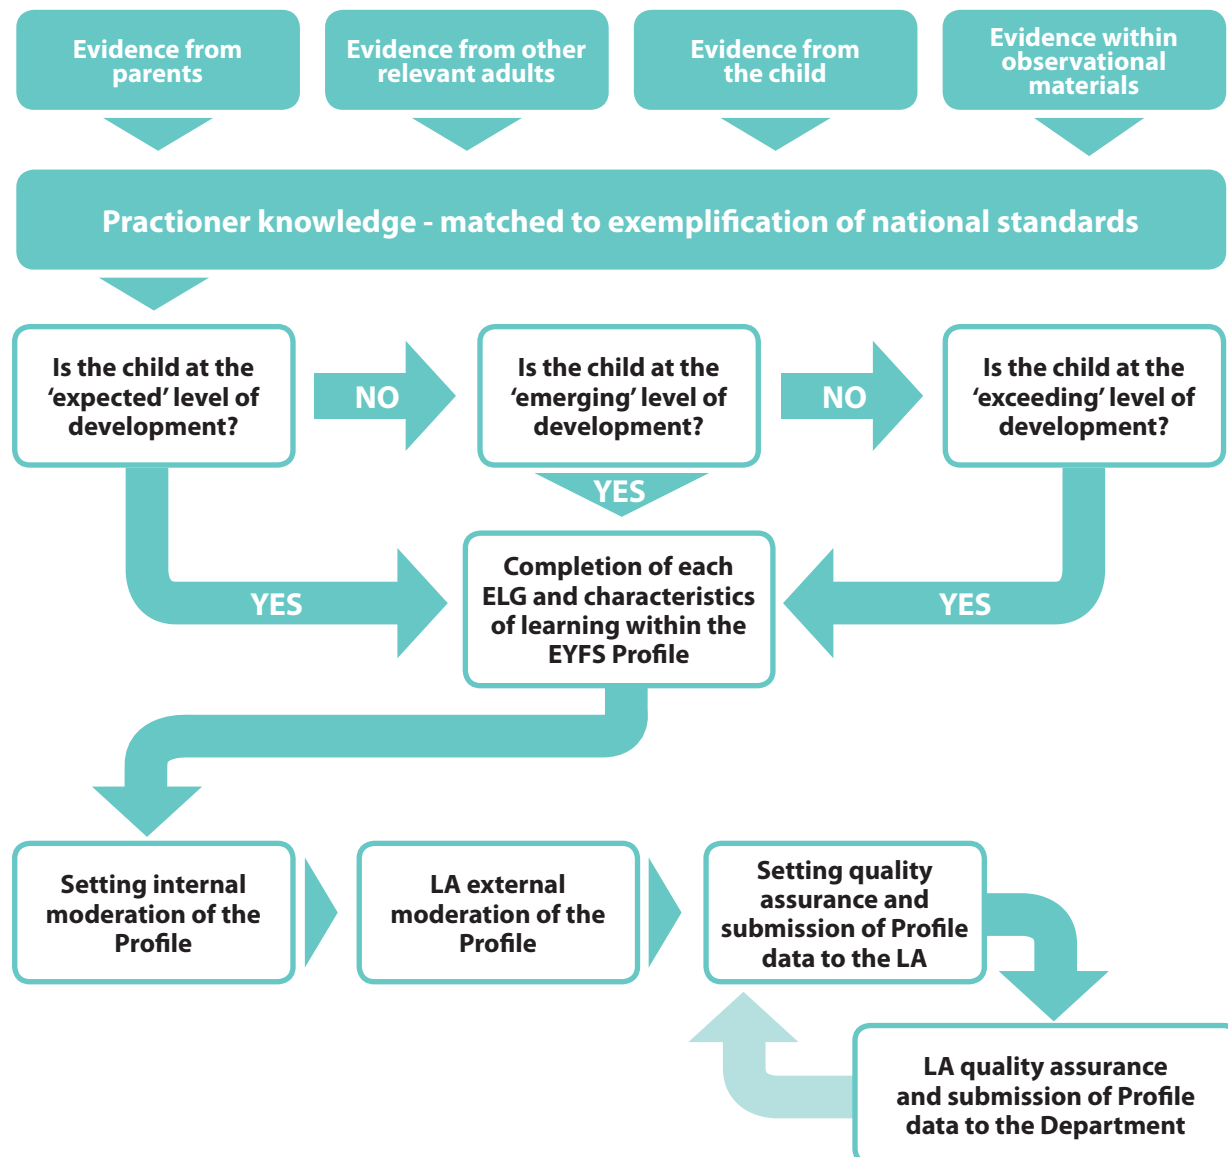 Evidence from
parents
Evidence from other
relevant adults
Evidence from
the child
Evidence within
observational
materials
Practioner knowledge - matched to exemplification of national standards
Is the child at the
‘expected’ level of
development?
NO
Is the child at the
‘emerging’ level of
development?
NO
Is the child at the
‘exceeding’ level of
development?
YES
YES
YES
Completion of each
ELG and characteristics
of learning within the
EYFS Profile
Setting internal
moderation of the
Profile
LA external
moderation of the
Profile
Setting quality
assurance and
submission of Profile
data to the LA
LA quality assurance
and submission of Profile
data to the Department